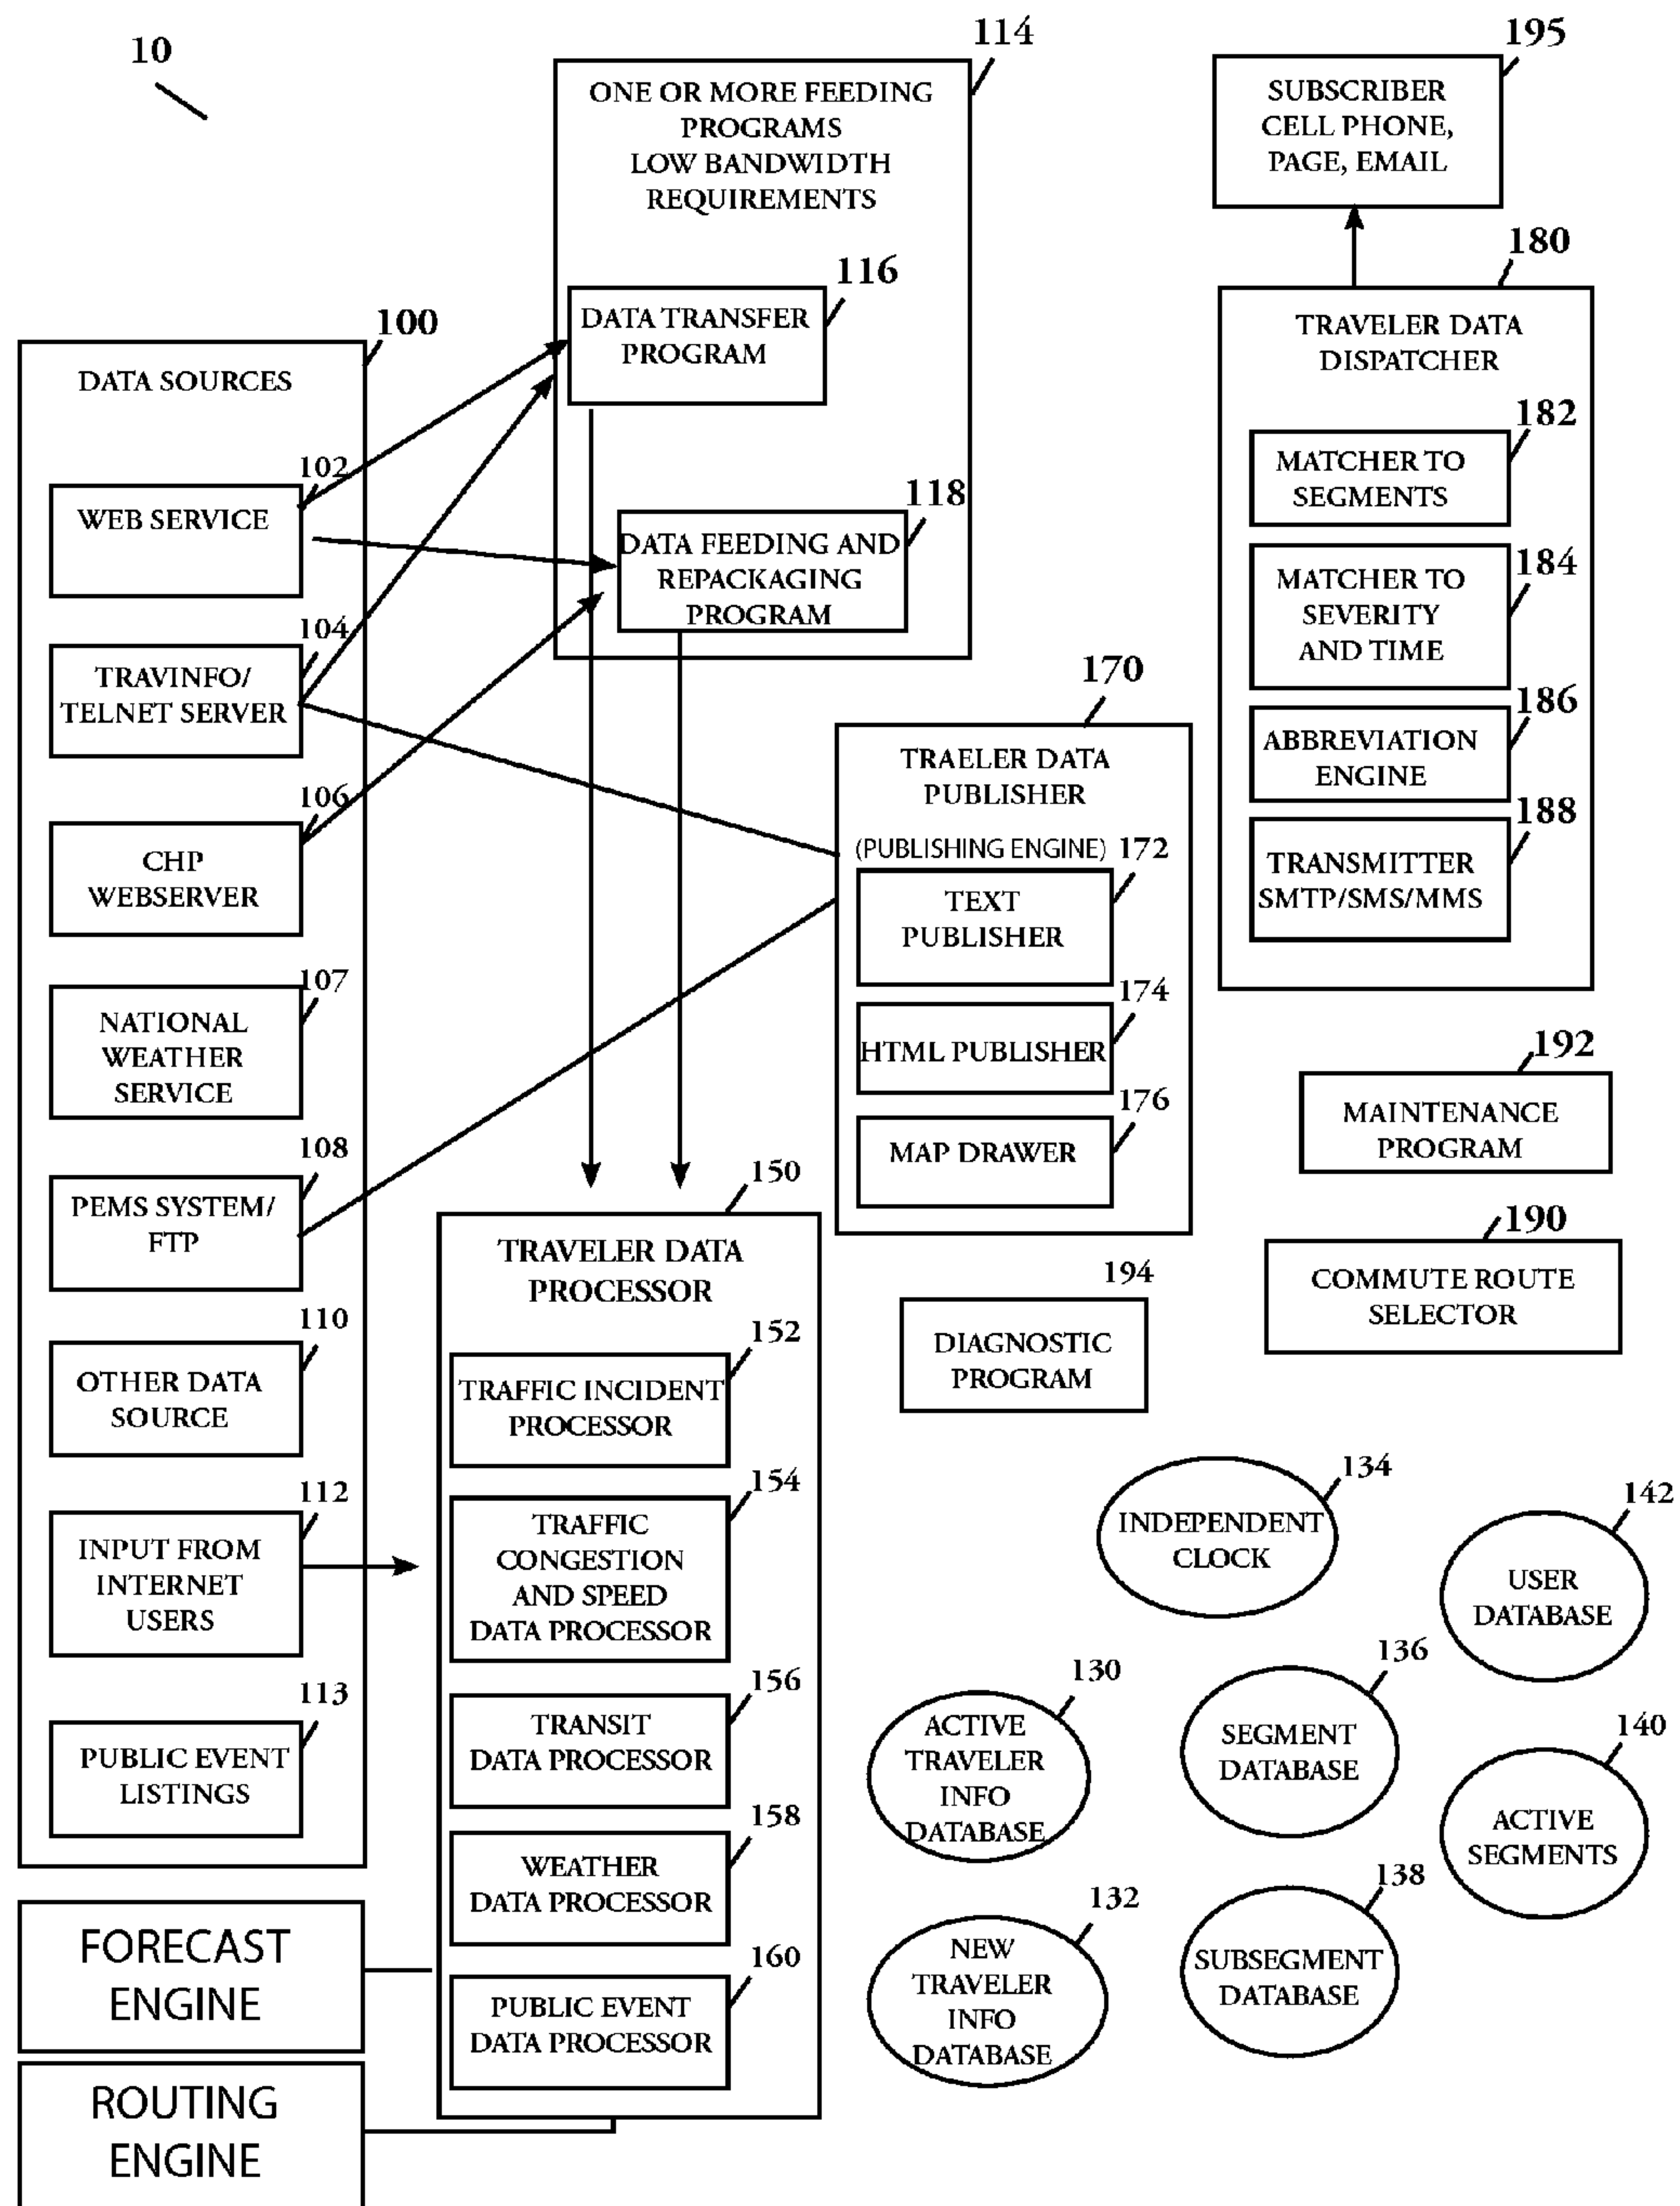 10
114
ONE OR MORE FEEDING
PROGRAMS
LOW BANDWIDTH
REQUIREMENTS
116
DATA TRANSFER
PROGRAM
118
DATA FEEDING AND
REPACKAGING
PROGRAM
195
SUBSCRIBER
CELL PHONE,
PAGE, EMAIL
180
TRAVELER DATA
DISPATCHER
182
MATCHER TO
SEGMENTS
184
MATCHER TO
SEVERITY
AND TIME
186
ABBREVIATION
ENGINE
188
TRANSMITTER
SMTP/SMS/MMS
100
DATA SOURCES
102
WEB SERVICE
104
TRAVINFO/
TELNET SERVER
106
CHP
WEBSERVER
107
NATIONAL
WEATHER
SERVICE
108
PEMS SYSTEM/
FTP
110
OTHER DATA
SOURCE
112
INPUT FROM
INTERNET
USERS
113
PUBLIC EVENT
LISTINGS
170
TRAELER DATA
PUBLISHER
(PUBLISHING ENGINE) 172
TEXT
PUBLISHER
174
HTML PUBLISHER
176
MAP DRAWER
192
MAINTENANCE
PROGRAM
190
COMMUTE ROUTE
SELECTOR
194
DIAGNOSTIC
PROGRAM
150
TRAVELER DATA
PROCESSOR
152
TRAFFIC INCIDENT
PROCESSOR
154
TRAFFIC
CONGESTION
AND SPEED
DATA PROCESSOR
156
TRANSIT
DATA PROCESSOR
158
WEATHER
DATA PROCESSOR
160
PUBLIC EVENT
DATA PROCESSOR
134
INDEPENDENT
CLOCK
142
USER
DATABASE
130
ACTIVE
TRAVELER
INFO
DATABASE
136
SEGMENT
DATABASE
140
ACTIVE
SEGMENTS
132
NEW
TRAVELER
INFO
DATABASE
138
SUBSEGMENT
DATABASE
FORECAST
ENGINE
ROUTING
ENGINE